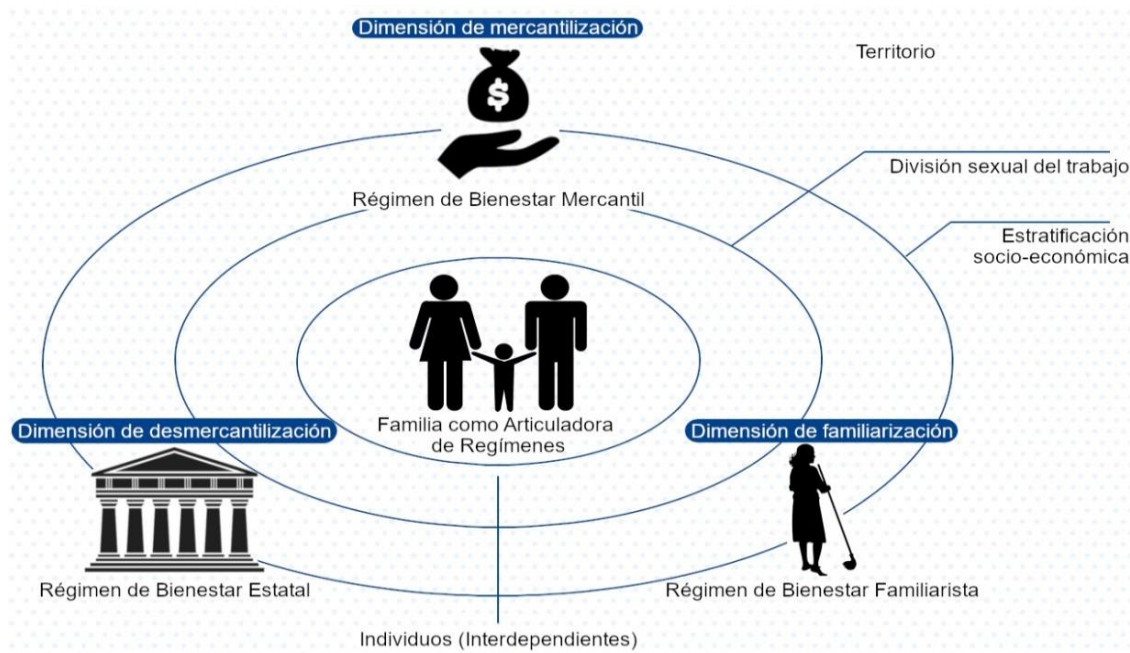 Dimensión de mercantilización
Territorio
$
División sexual del trabajo
Régimen de Bienestar Mercantil
Estratificación
socio-económica
Familia como Articuladora
de Regímenes
Dimensión de desmercantilización
Dimensión de familiarización
Régimen de Bienestar Estatal
Régimen de Bienestar Familiarista
Individuos (Interdependientes)